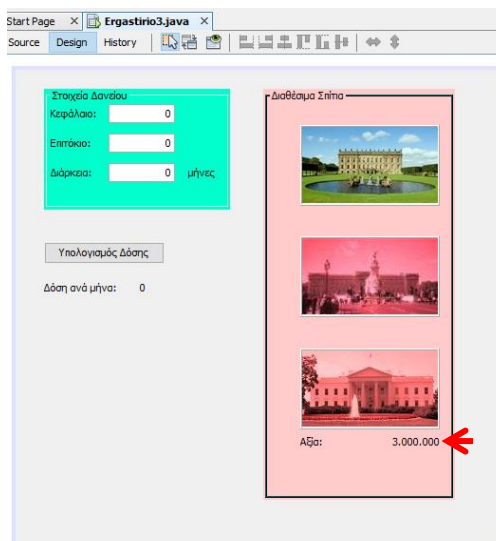 Start Page Ergastirio3.java
Source Design History
Στοιχεία Δανείου
Κεφάλαιο: 0
Επιτόκιο: 0
Διάρκεια: 0 μήνες
Υπολογισμός Δόσης
Δόση ανά μήνα: 0
Διαθέσιμα Σπίτια
Αξία: 3.000.000